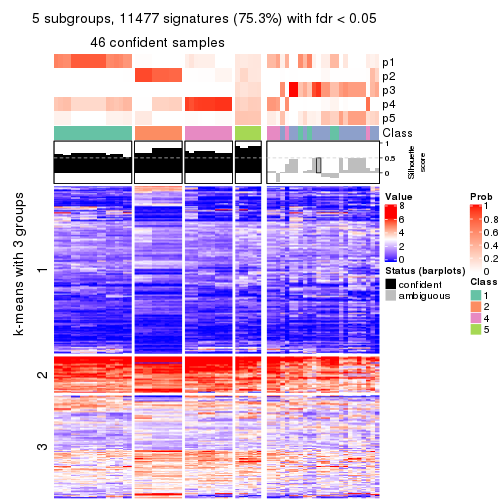 5 subgroups, 11477 signatures (75.3%) with fdr < 0.05
46 confident samples
p1
p2
p3
p4
p5
Class
1
0.5
0
Silhouette
score
k-means with 3 groups
1
2
3
Value
8
6
4
2
0
Status (barplots)
confident
ambiguous
Prob
1
0.8
0.6
0.4
0.2
0
Class
1
2
4
5